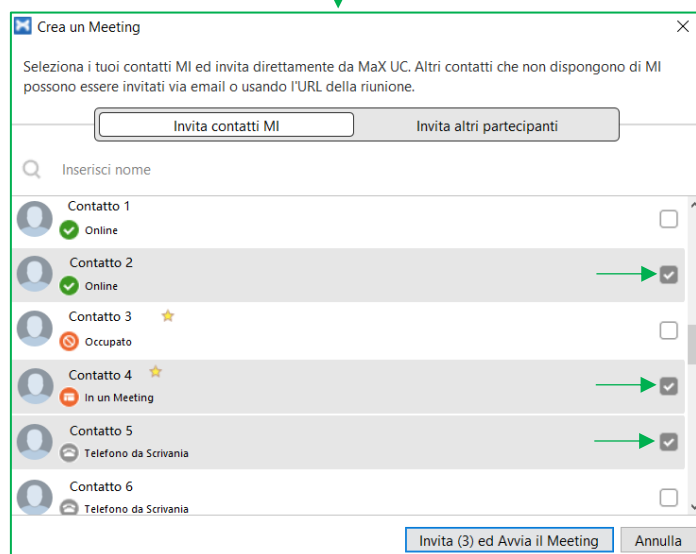 Crea un Meeting
Seleziona i tuoi contatti MI ed invita direttamente da MaX UC. Altri contatti che non dispongono di MI
possono essere invitati via email o usando l'URL della riunione.
Invita contatti MI
Invita altri partecipanti
Inserisci nome
Contatto 1
Online
Contatto 2
Online
Contatto 3
Occupato
Contatto 4
In un Meeting
Contatto 5
Telefono da Scrivania
Contatto 6
Telefono da Scrivania
Invita (3) ed Avvia il Meeting
Annulla